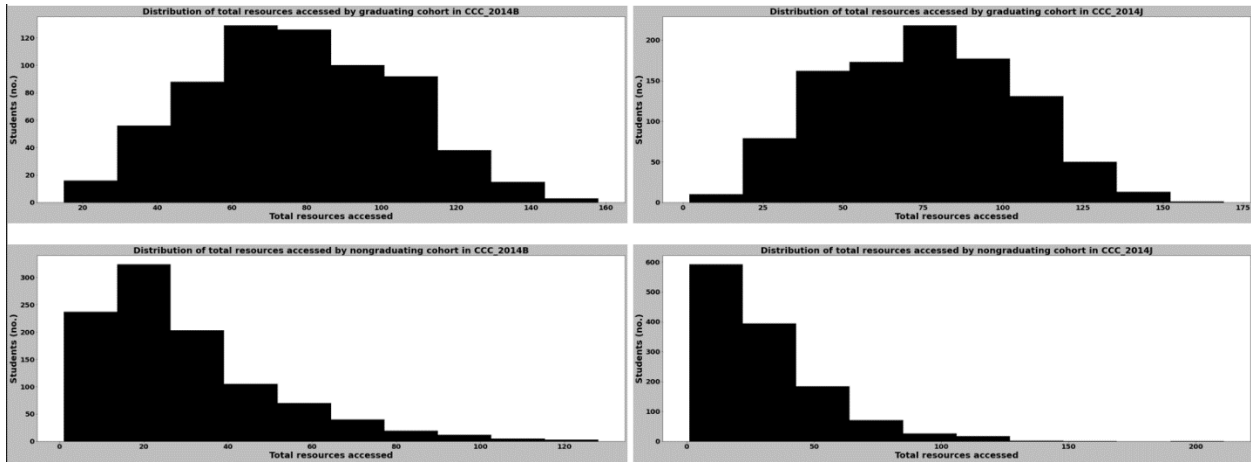 Distribution of total resources accessed by graduating cohort in CCC_2014B
Students (no.)
120
100
80
60
40
20
0
20 40 60 80 100 120 140 160
Total resources accessed
Distribution of total resources accessed by graduating cohort in CCC_2014J
Students (no.)
200
150
100
50
0
0 25 50 75 100 125 150 175
Total resources accessed
Distribution of total resources accessed by nongraduating cohort in CCC_2014B
Students (no.)
300
250
200
150
100
50
0
0 20 40 60 80 100 120
Total resources accessed
Distribution of total resources accessed by nongraduating cohort in CCC_2014J
Students (no.)
600
500
400
300
200
100
0
0 50 100 150 200
Total resources accessed